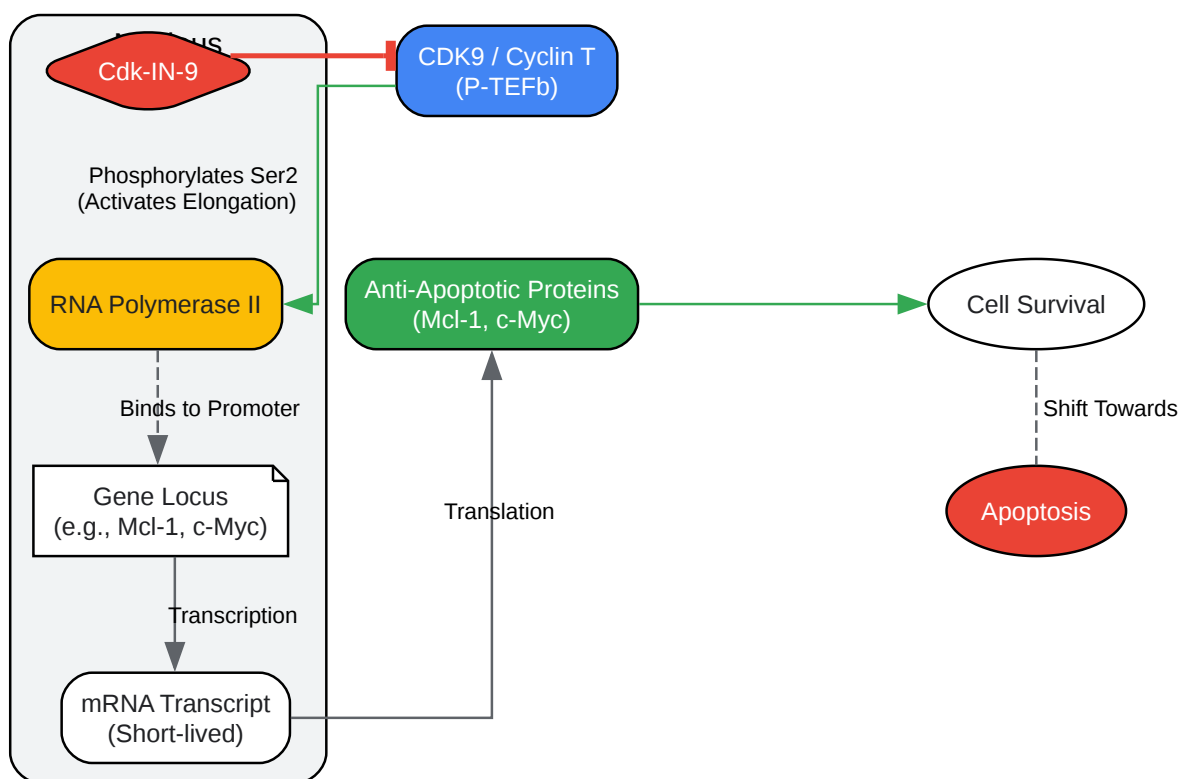 Cdk-IN-9
CDK9 / Cyclin T
(P-TEFb)
Phosphorylates Ser2
(Activates Elongation)
RNA Polymerase II
Anti-Apoptotic Proteins
(Mcl-1, c-Myc)
Cell Survival
Binds to Promoter
Shift Towards
Gene Locus
(e.g., Mcl-1, c-Myc)
Translation
Apoptosis
Transcription
mRNA Transcript
(Short-lived)